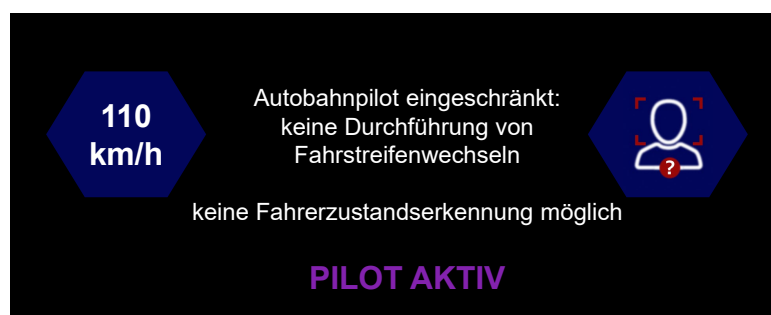 110
km/h
Autobahnpilot eingeschränkt:
keine Durchführung von
Fahrstreifenwechseln
?
keine Fahrerzustandserkennung möglich
PILOT AKTIV